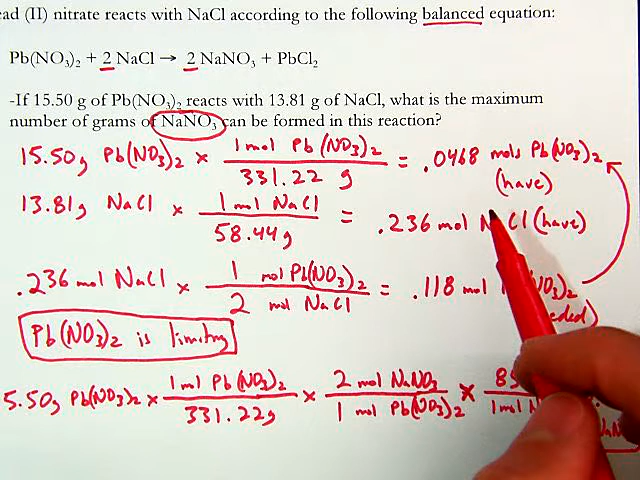 ead (II) nitrate reacts with NaCl according to the following balanced equation:
Pb(NO₃)₂ + 2 NaCl → 2 NaNO₃ + PbCl₂
-If 15.50 g of Pb(NO₃)₂ reacts with 13.81 g of NaCl, what is the maximum
number of grams of NaNO₃ can be formed in this reaction?
15.50g Pb(NO₃)₂ × 1 mol Pb(NO₃)₂ / 331.22 g = .0468 mols Pb(NO₃)₂ (have)
13.81g NaCl × 1 mol NaCl / 58.44g = .236 mol NaCl (have)
.236 mol NaCl × 1 mol Pb(NO₃)₂ / 2 mol NaCl = .118 mol (NO₃)₂
Pb(NO₃)₂ is limiting
5.50g Pb(NO₃)₂ × 1 mol Pb(NO₃)₂ / 331.22g × 2 mol NaNO₃ / 1 mol Pb(NO₃)₂ × 1 mol